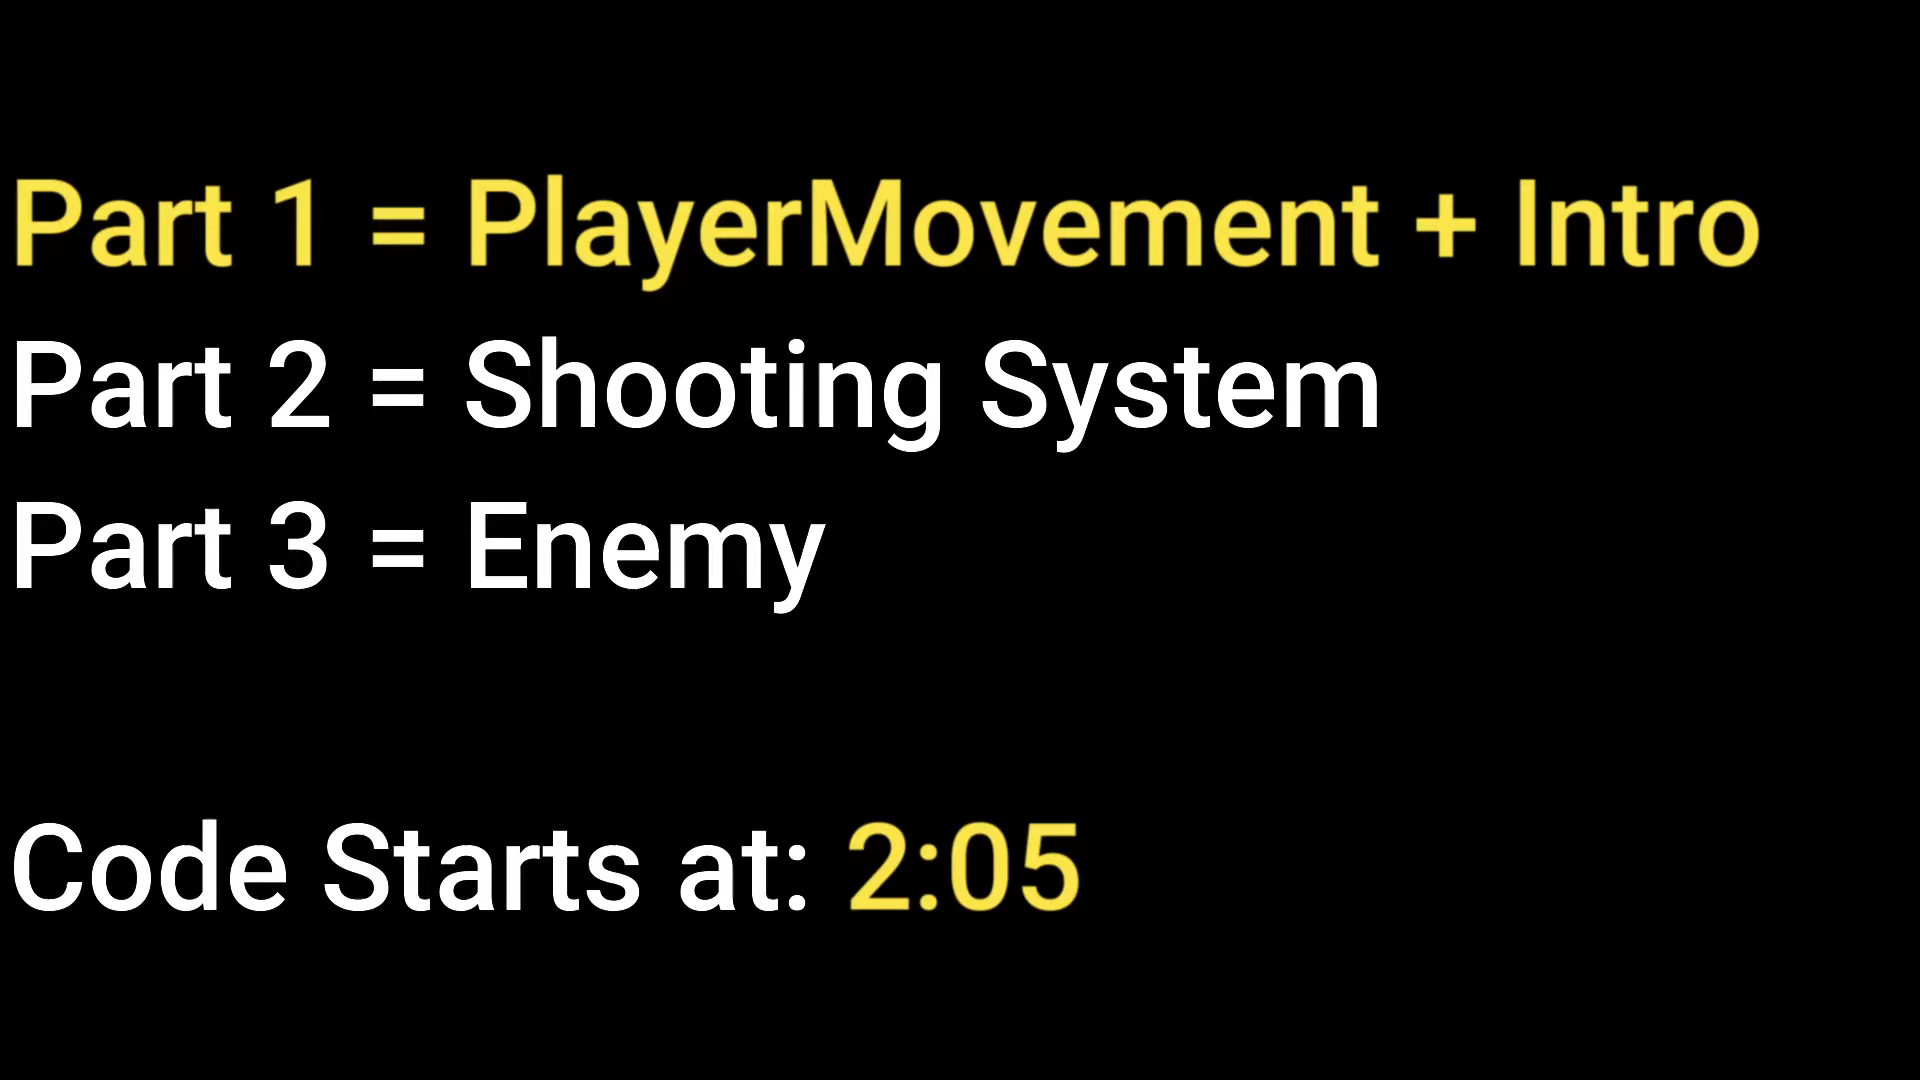 Part 1 = PlayerMovement + Intro
Part 2 = Shooting System
Part 3 = Enemy
Code Starts at: 2:05